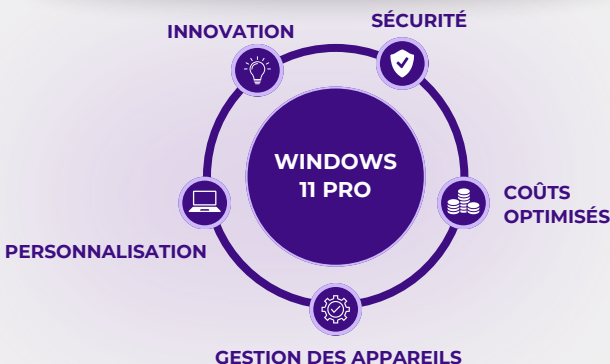 INNOVATION
SÉCURITÉ
WINDOWS
11 PRO
COÛTS
OPTIMISÉS
PERSONNALISATION
GESTION DES APPAREILS